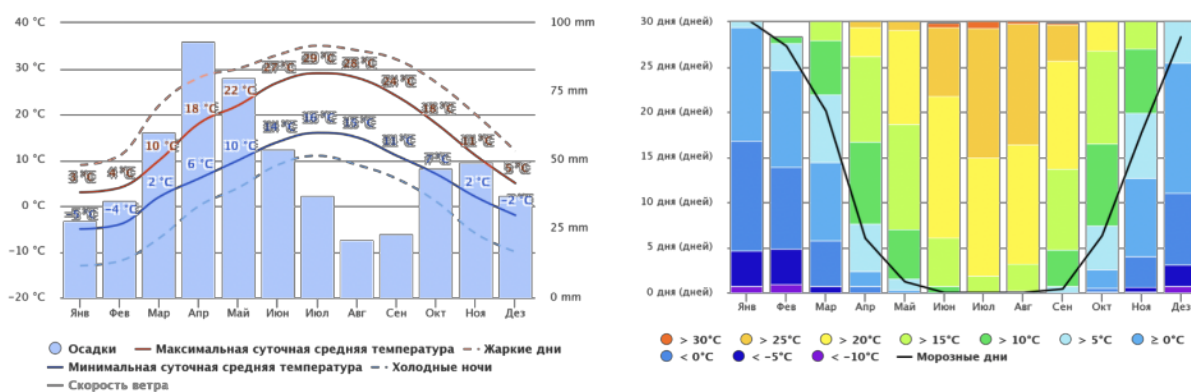 40 °C
30 °C
20 °C
10 °C
0 °C
−10 °C
−20 °C
100 mm
75 mm
50 mm
25 mm
0 mm
3 °C
4 °C
10 °C
18 °C
22 °C
27 °C
29 °C
28 °C
24 °C
18 °C
11 °C
5 °C
−5 °C
−4 °C
2 °C
6 °C
10 °C
14 °C
16 °C
15 °C
11 °C
7 °C
2 °C
−2 °C
Янв Фев Мар Апр Май Июн Июл Авг Сен Окт Ноя Дез
Осадки Максимальная суточная средняя температура Жаркие дни
Минимальная суточная средняя температура Холодные ночи
Скорость ветра
30 дня (дней)
25 дня (дней)
20 дня (дней)
15 дня (дней)
10 дня (дней)
5 дня (дней)
0 дня (дней)
Янв Фев Мар Апр Май Июн Июл Авг Сен Окт Ноя Дез
> 30°C > 25°C > 20°C > 15°C > 10°C > 5°C ≥ 0°C
< 0°C < −5°C < −10°C Морозные дни